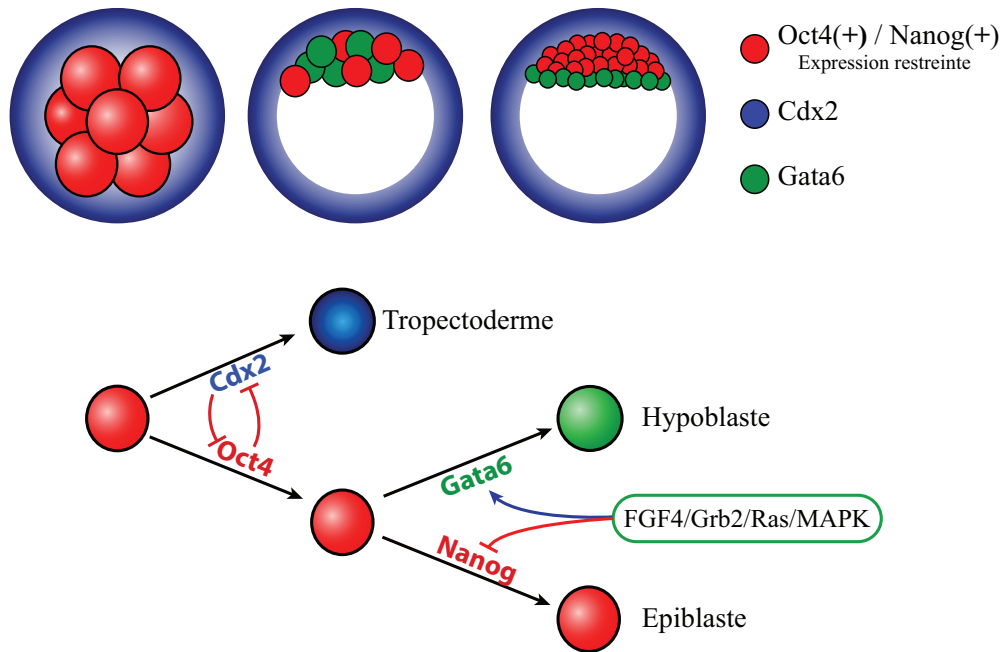 Oct4(+) / Nanog(+)
Expression restreinte
Cdx2
Gata6
Tropectoderme
Cdx2
Oct4
Hypoblaste
Gata6
FGF4/Grb2/Ras/MAPK
Nanog
Epiblaste